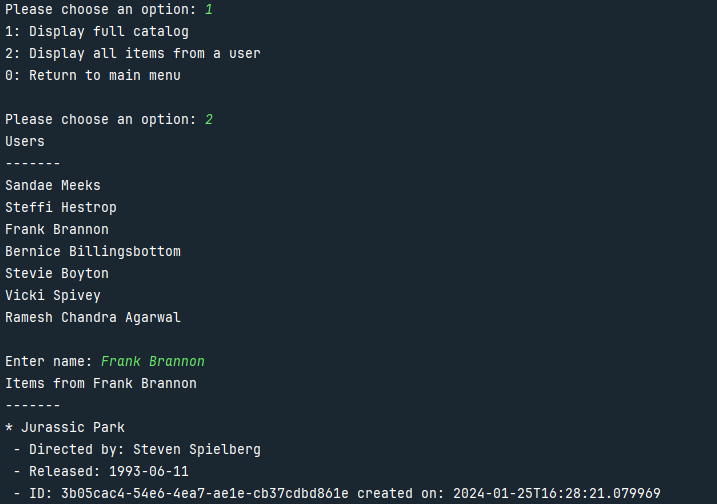 Please choose an option: 1
1: Display full catalog
2: Display all items from a user
0: Return to main menu
Please choose an option: 2
Users
-------
Sandae Meeks
Steffi Hestrop
Frank Brannon
Bernice Billingsbottom
Stevie Boyton
Vicki Spivey
Ramesh Chandra Agarwal
Enter name: Frank Brannon
Items from Frank Brannon
-------
* Jurassic Park
 - Directed by: Steven Spielberg
 - Released: 1993-06-11
 - ID: 3b05cac4-54e6-4ea7-ae1e-cb37cdbd861e created on: 2024-01-25T16:28:21.079969